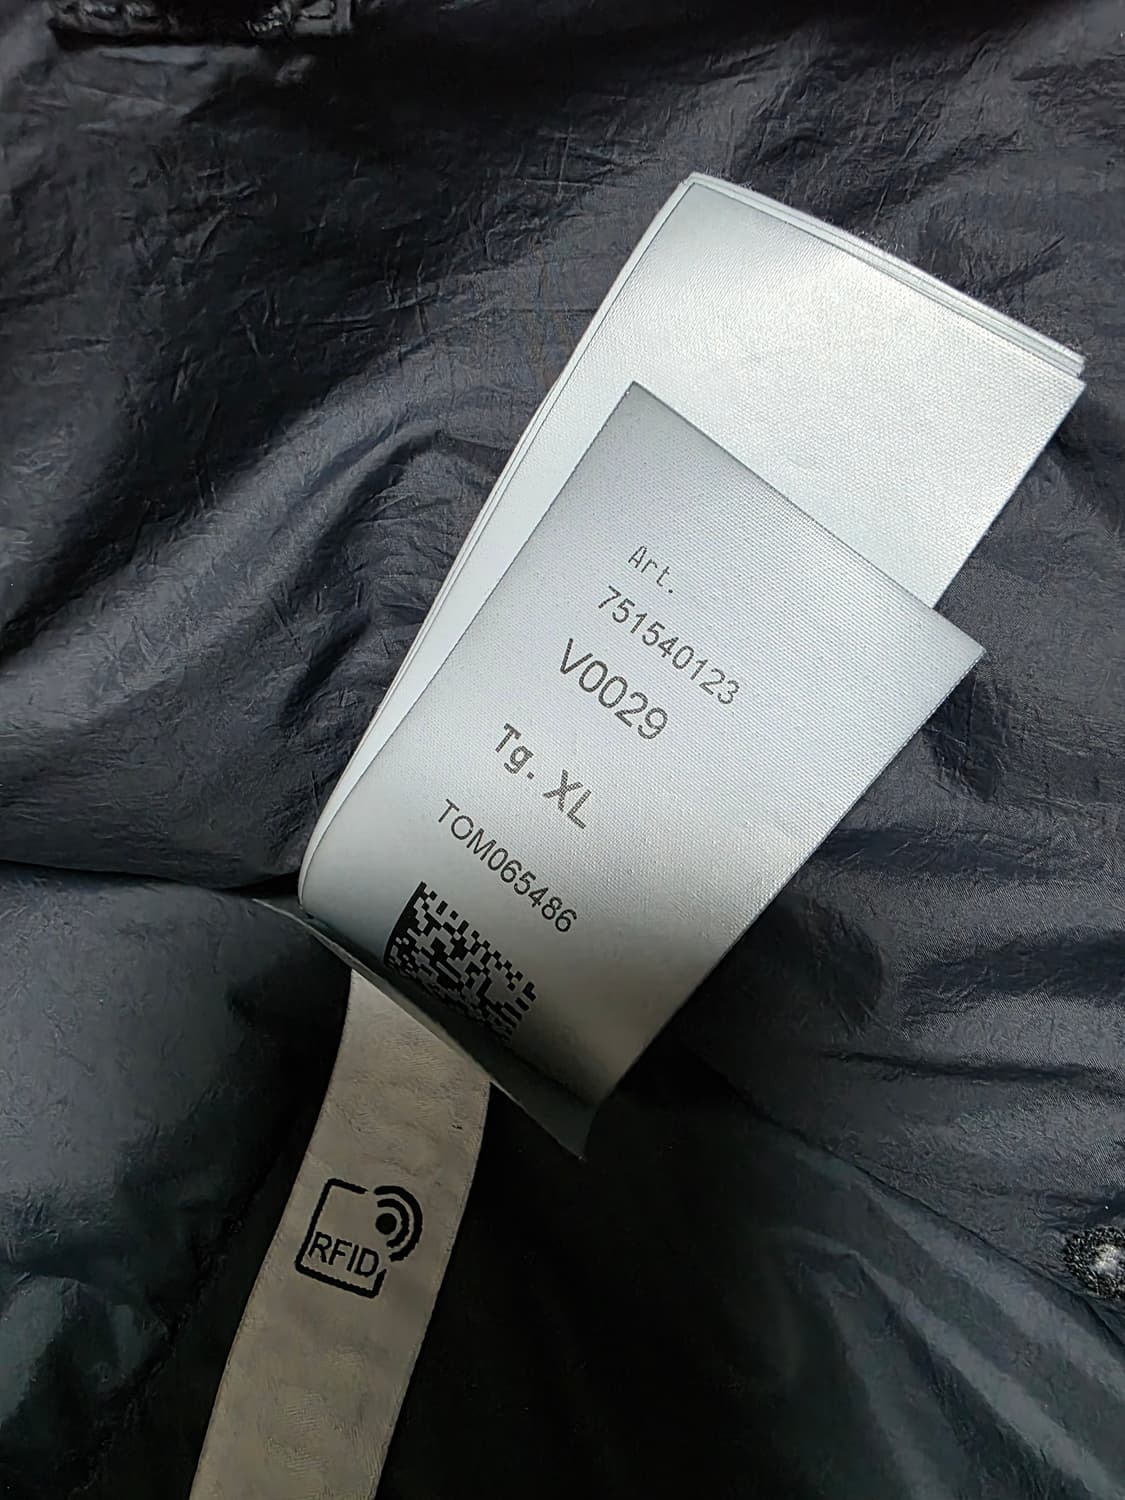 Art.
751540123
V0029
Tg. XL
TOM065486
RFID